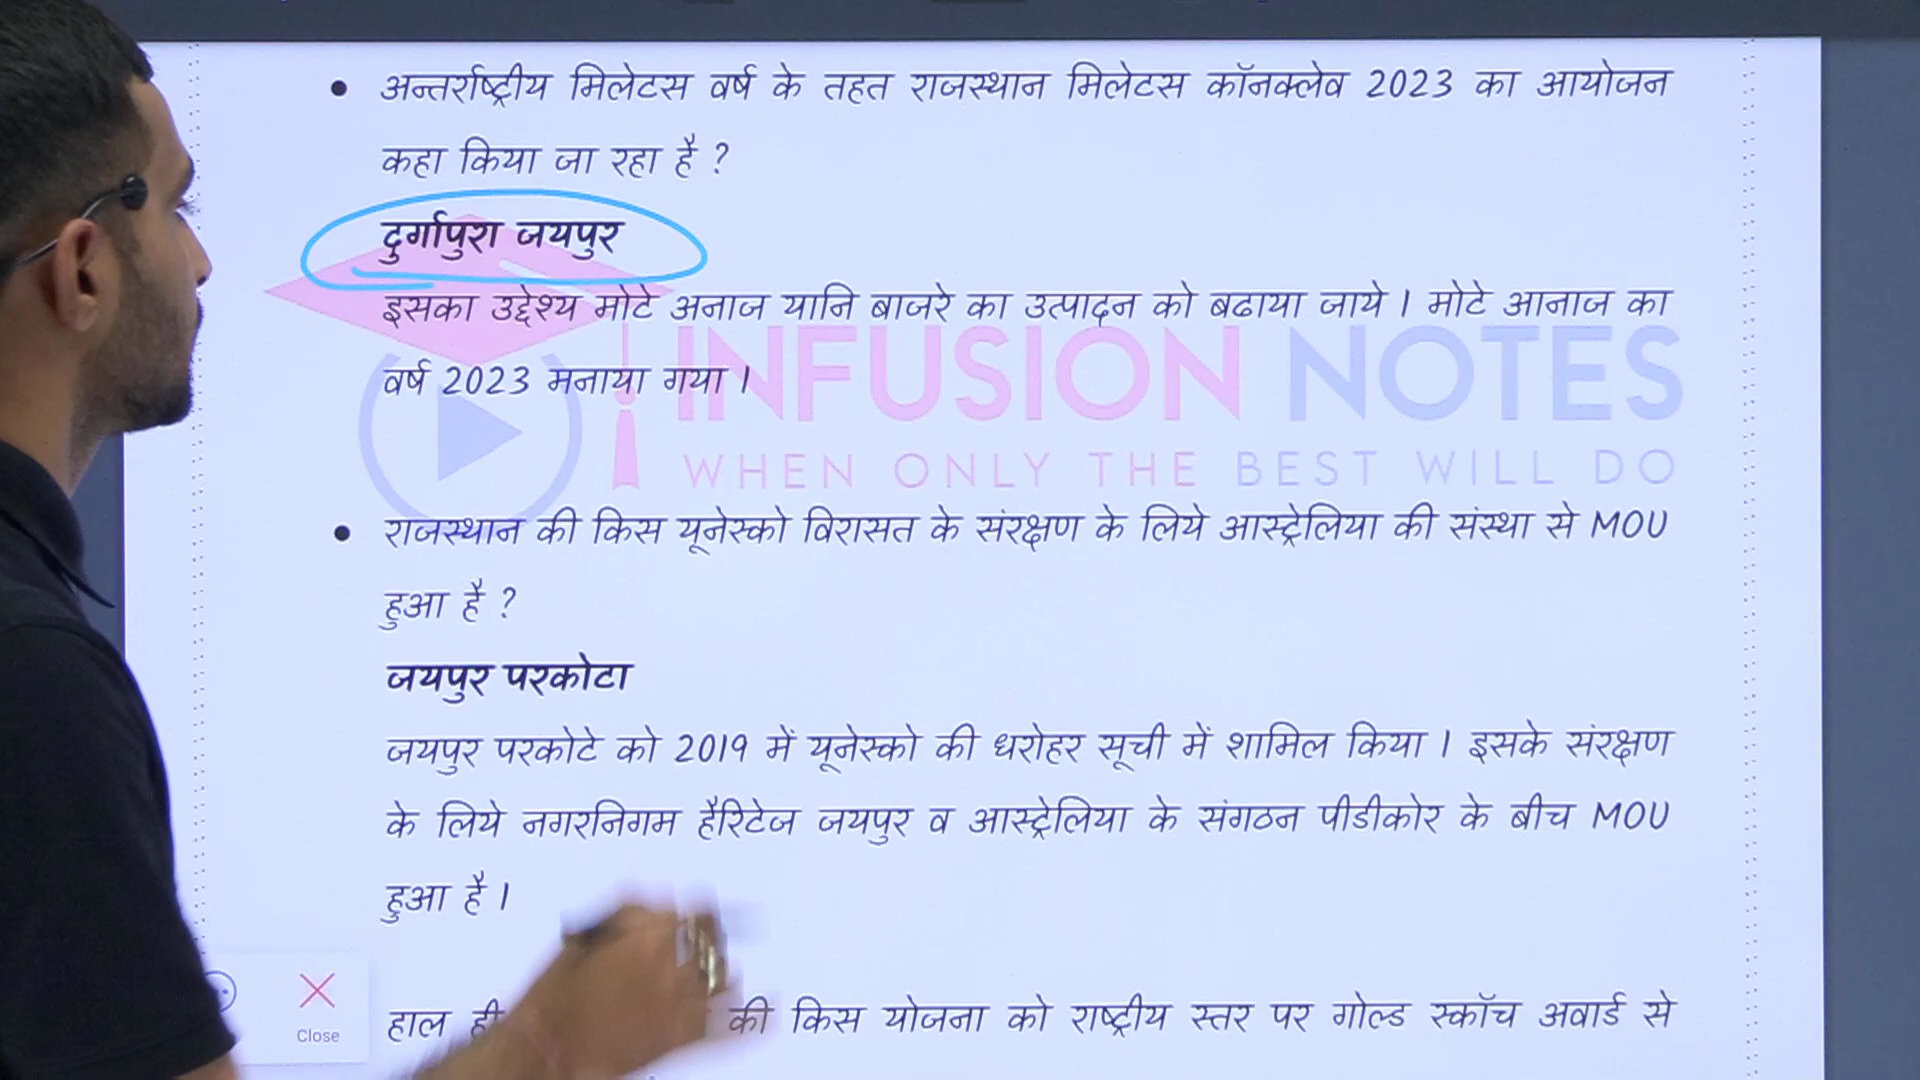 अन्तर्राष्ट्रीय मिलेटस वर्ष के तहत राजस्थान मिलेटस कॉनक्लेव 2023 का आयोजन
कहा किया जा रहा है ?
दुर्गापुरा जयपुर
इसका उद्देश्य मोटे अनाज यानि बाजरे का उत्पादन को बढाया जाये । मोटे आनाज का
वर्ष 2023 मनाया गया ।
INFUSION NOTES
WHEN ONLY THE BEST WILL DO
राजस्थान की किस यूनेस्को विरासत के संरक्षण के लिये आस्ट्रेलिया की संस्था से MOU
हुआ है ?
जयपुर परकोटा
जयपुर परकोटे को 2019 में यूनेस्को की धरोहर सूची में शामिल किया । इसके संरक्षण
के लिये नगरनिगम हैरिटेज जयपुर व आस्ट्रेलिया के संगठन पीडीकोर के बीच MOU
हुआ है ।
हाल ही की किस योजना को राष्ट्रीय स्तर पर गोल्ड स्कॉच अवार्ड से
Close